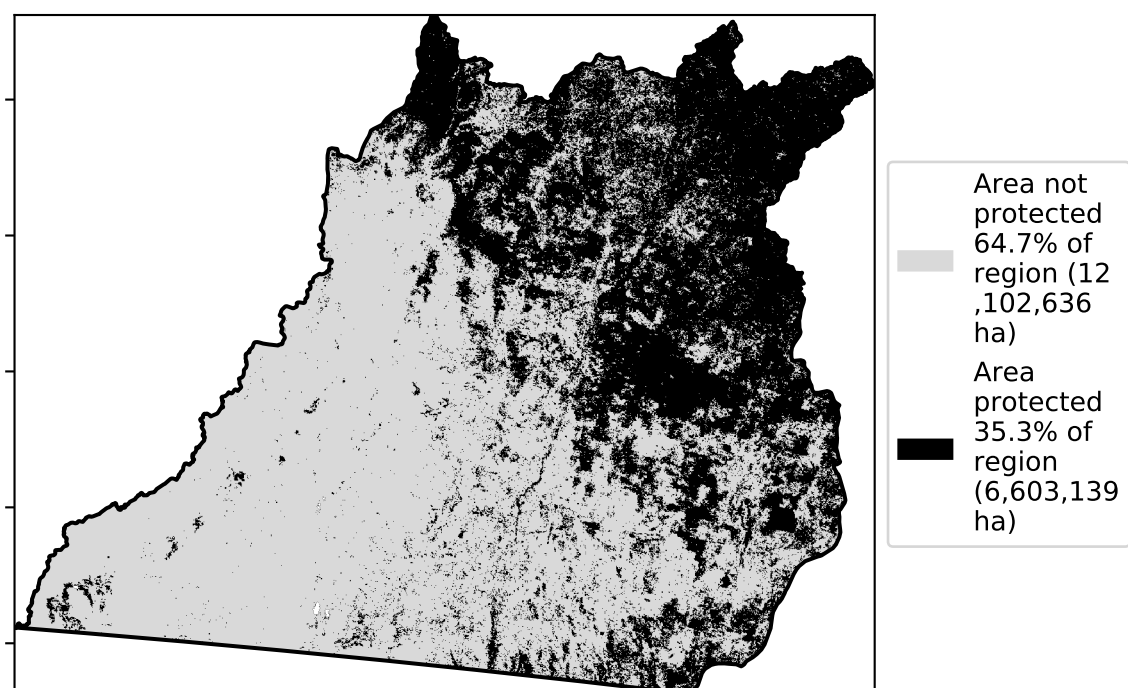 Area not
protected
64.7% of
region (12
,102,636
ha)
Area
protected
35.3% of
region
(6,603,139
ha)